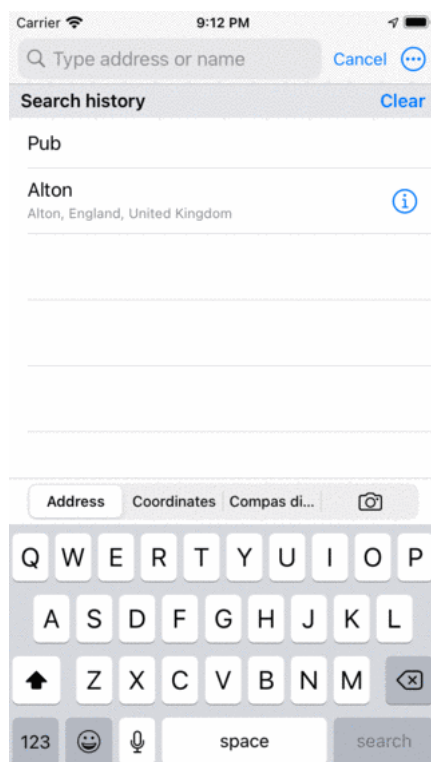 Carrier 9:12 PM
Type address or name Cancel
Search history Clear
Pub
Alton
Alton, England, United Kingdom
Address Coordinates Compas di...
Q W E R T Y U I O P
A S D F G H J K L
Z X C V B N M
123 space search